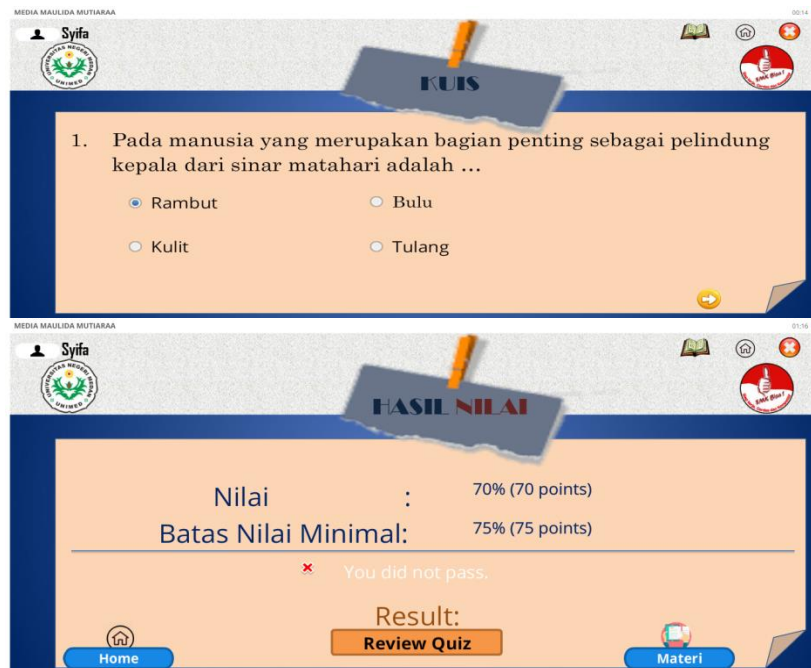 MEDIA MAULIDA MUTIARAA 00:14
Syifa
UNIMED
KUIS
1. Pada manusia yang merupakan bagian penting sebagai pelindung
kepala dari sinar matahari adalah ...
Rambut Bulu
Kulit Tulang
MEDIA MAULIDA MUTIARAA 01:16
Syifa
UNIMED
HASIL NILAI
Nilai : 70% (70 points)
Batas Nilai Minimal: 75% (75 points)
You did not pass.
Result:
Review Quiz
Home Materi